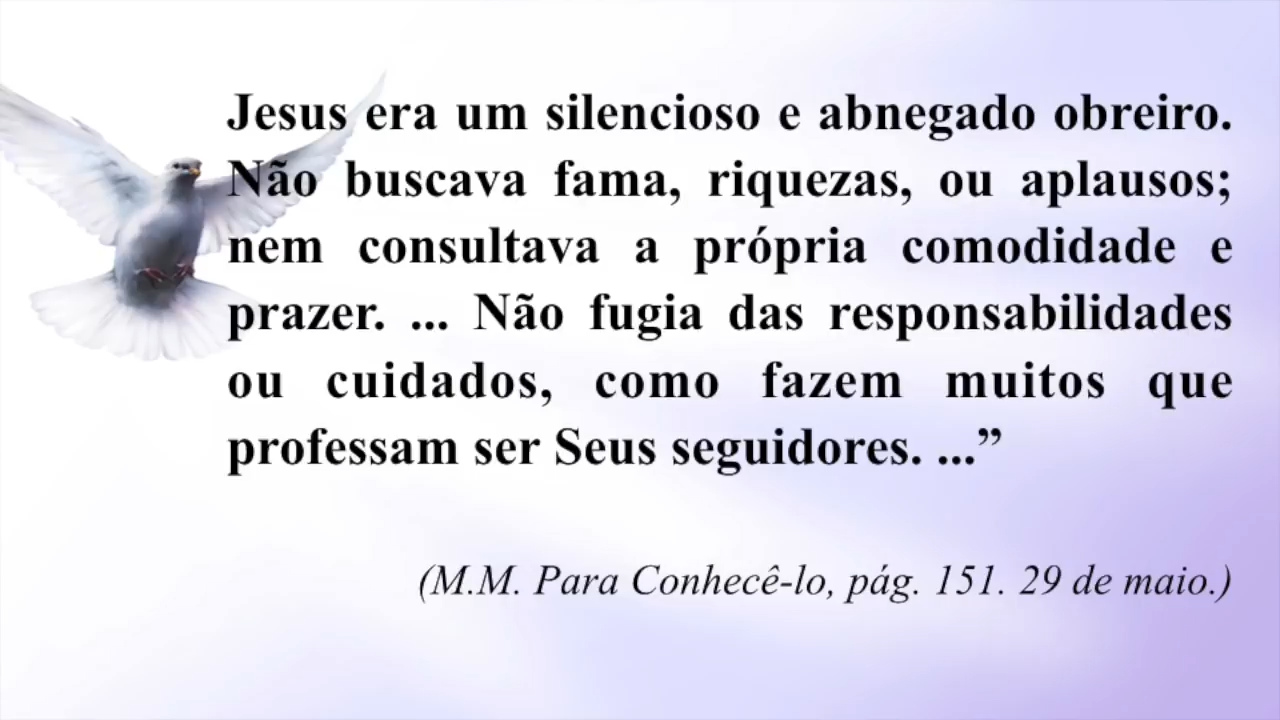 Jesus era um silencioso e abnegado obreiro.
Não buscava fama, riquezas, ou aplausos;
nem consultava a própria comodidade e
prazer. ... Não fugia das responsabilidades
ou cuidados, como fazem muitos que
professam ser Seus seguidores. ...”
(M.M. Para Conhecê-lo, pág. 151. 29 de maio.)